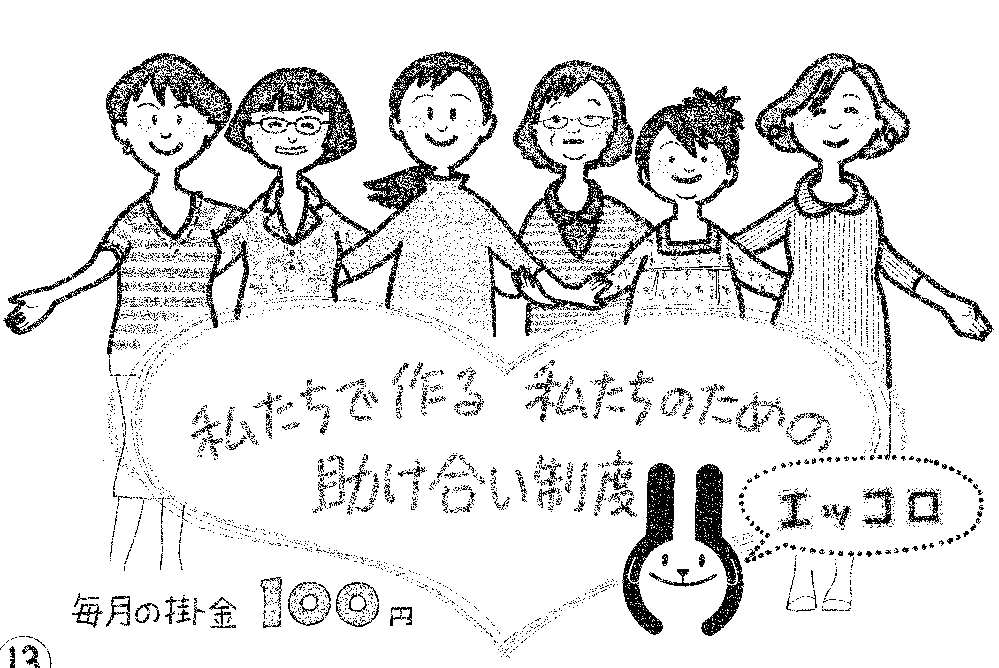 私たちで作る 私たちのための
助け合い制度
エッコロ
毎月の掛金 100円
13